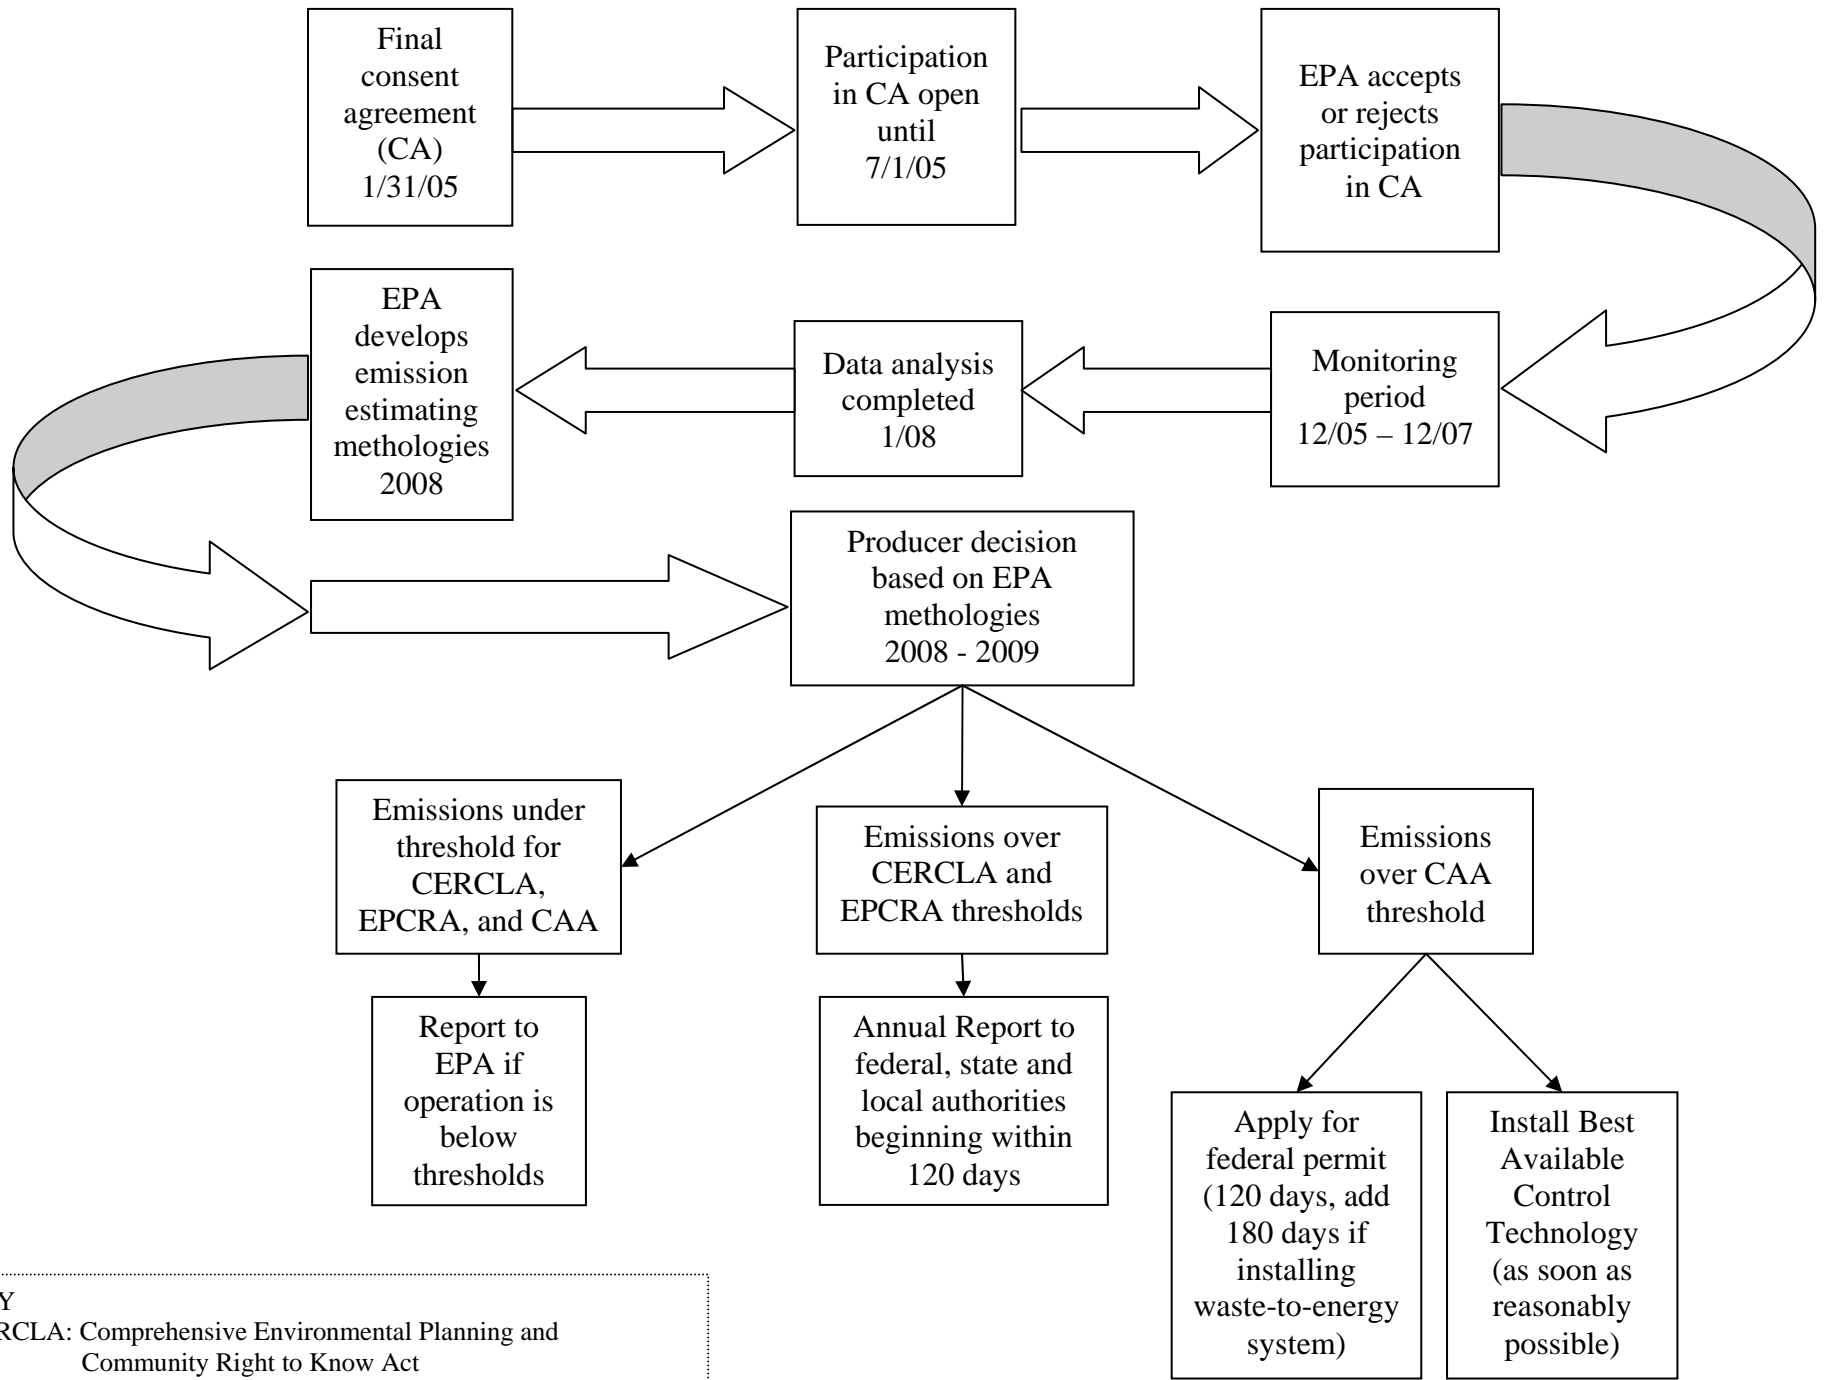 Final
consent
agreement
(CA)
1/31/05
Participation
in CA open
until
7/1/05
EPA accepts
or rejects
participation
in CA
Monitoring
period
12/05 – 12/07
Data analysis
completed
1/08
EPA
develops
emission
estimating
methologies
2008
Producer decision
based on EPA
methologies
2008 - 2009
Emissions under
threshold for
CERCLA,
EPCRA, and CAA
Emissions over
CERCLA and
EPCRA thresholds
Emissions
over CAA
threshold
Report to
EPA if
operation is
below
thresholds
Annual Report to
federal, state and
local authorities
beginning within
120 days
Apply for
federal permit
(120 days, add
180 days if
installing
waste-to-energy
system)
Install Best
Available
Control
Technology
(as soon as
reasonably
possible)
Y
RCLA: Comprehensive Environmental Planning and
Community Right to Know Act